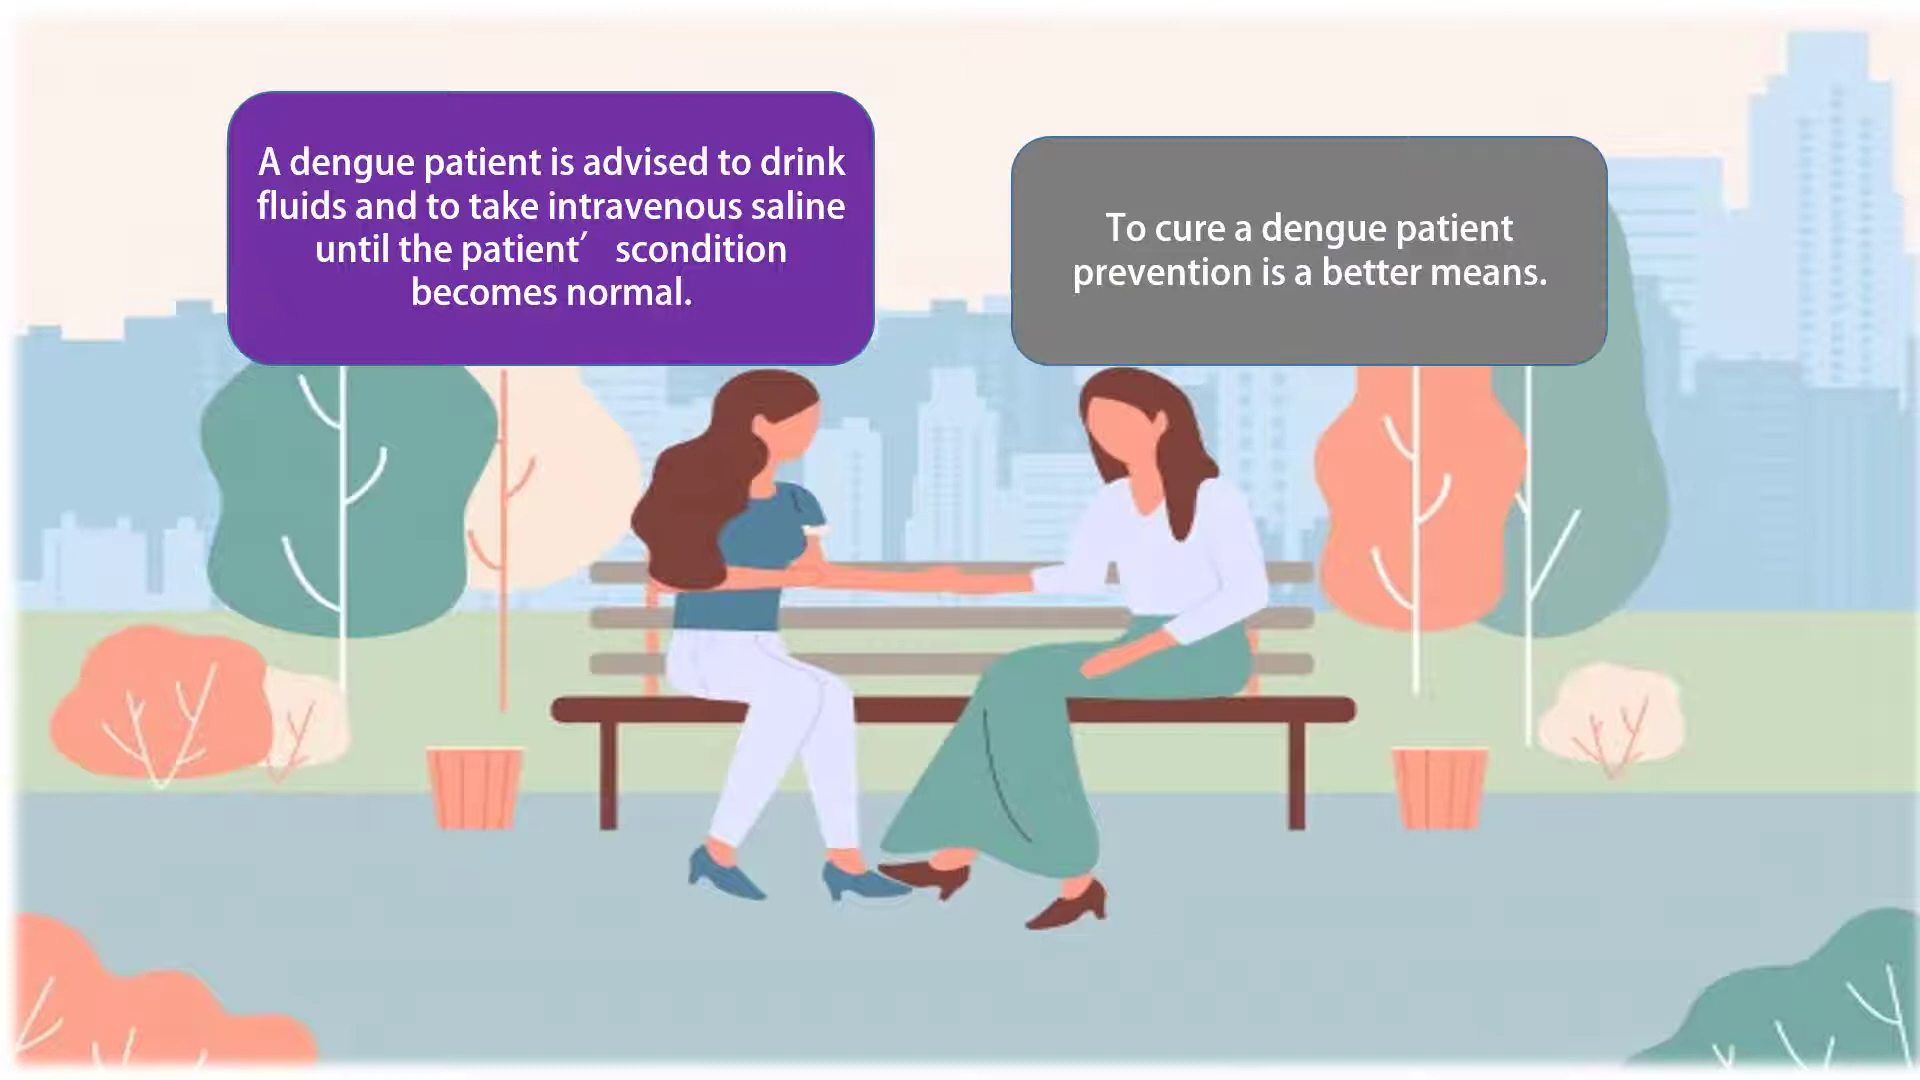 A dengue patient is advised to drink
fluids and to take intravenous saline
until the patient′ scondition
becomes normal.
To cure a dengue patient
prevention is a better means.